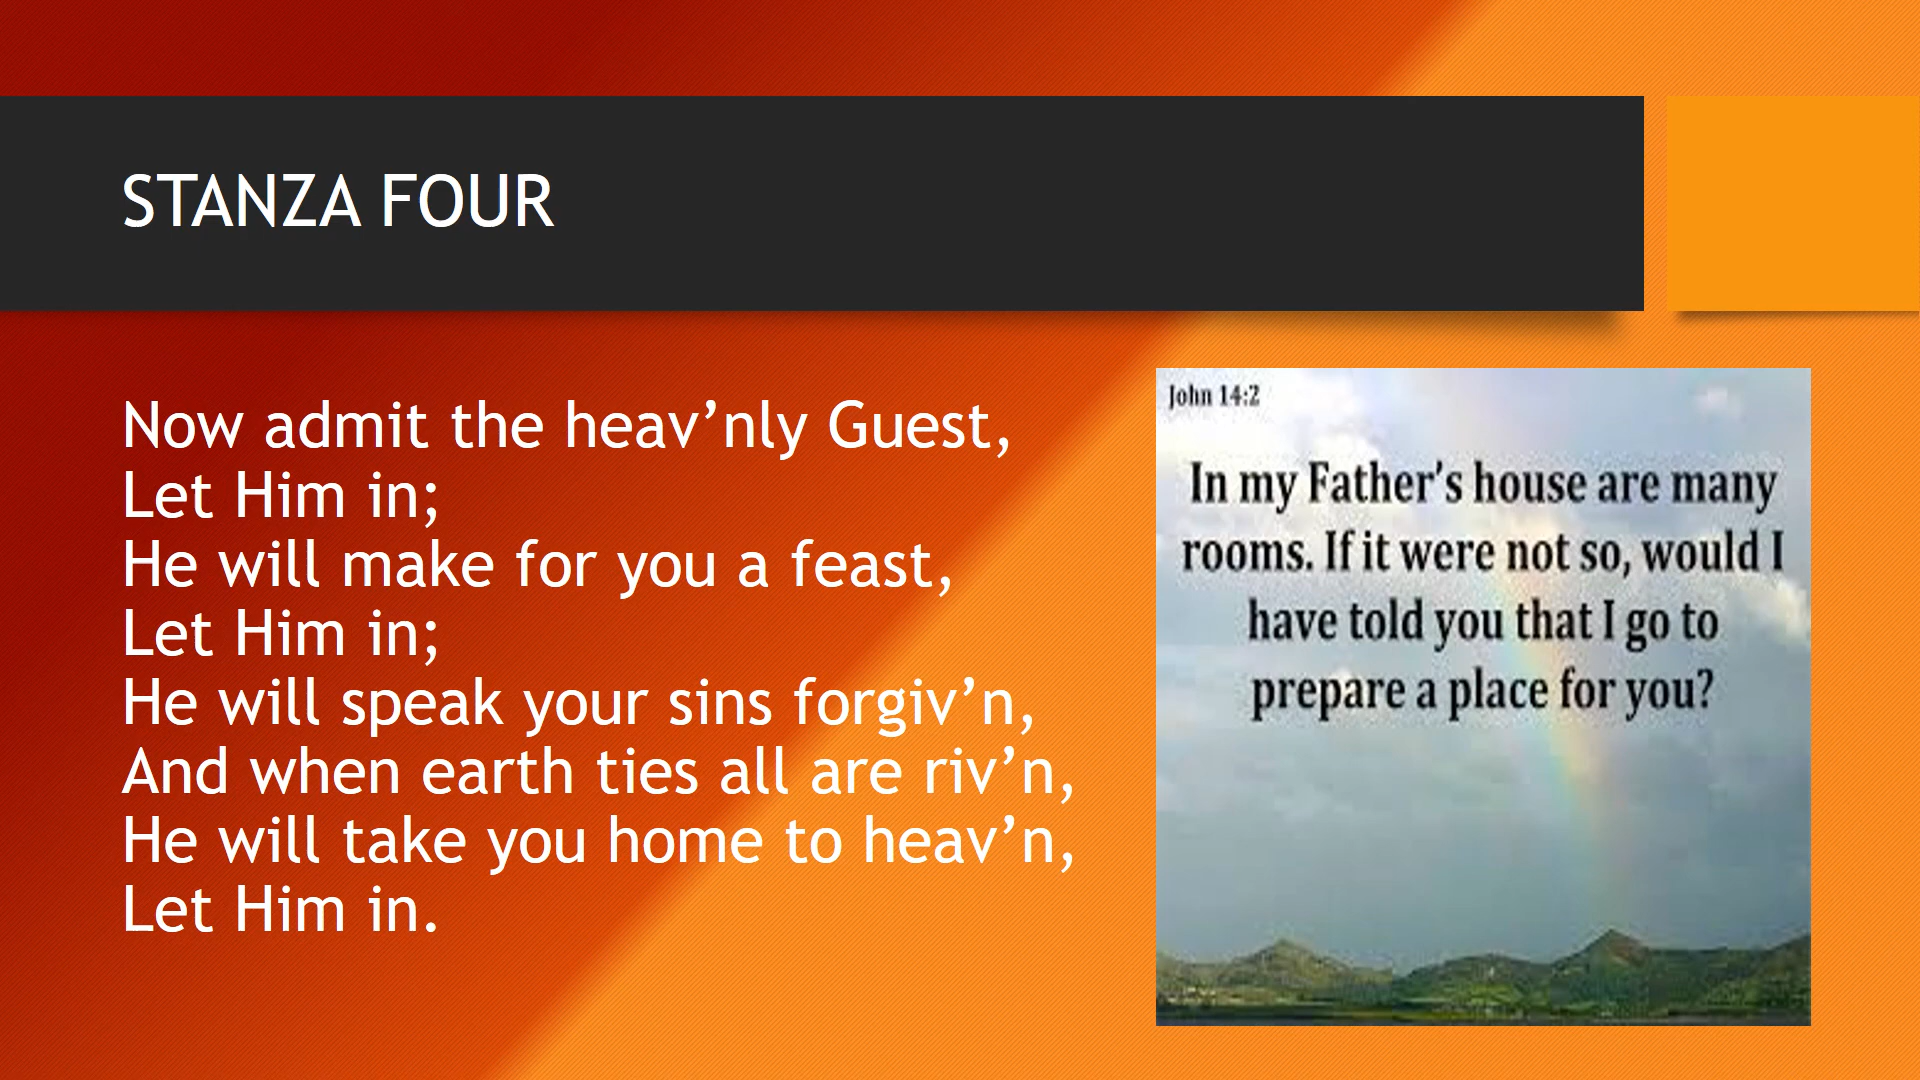 STANZA FOUR
Now admit the heav’nly Guest,
Let Him in;
He will make for you a feast,
Let Him in;
He will speak your sins forgiv’n,
And when earth ties all are riv’n,
He will take you home to heav’n,
Let Him in.
John 14:2
In my Father’s house are many
rooms. If it were not so, would I
have told you that I go to
prepare a place for you?